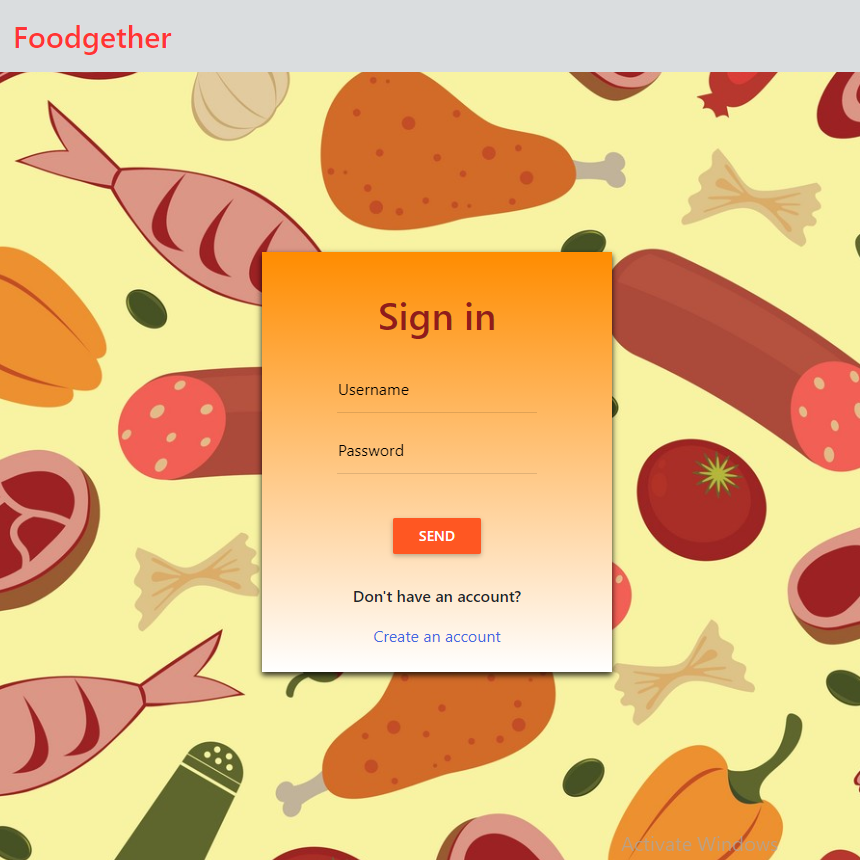 Foodgether
Sign in
Username
Password
SEND
Don't have an account?
Create an account
Activate Windows